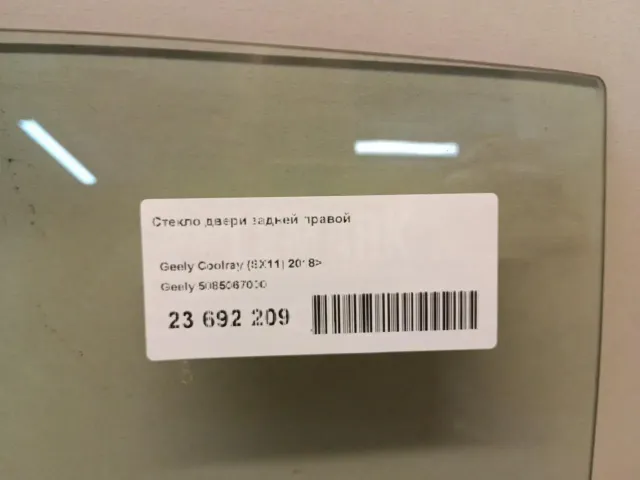 Стекло двери задней правой
Geely Coolray (SX11) 2018>
Geely 5085067000
23 692 209